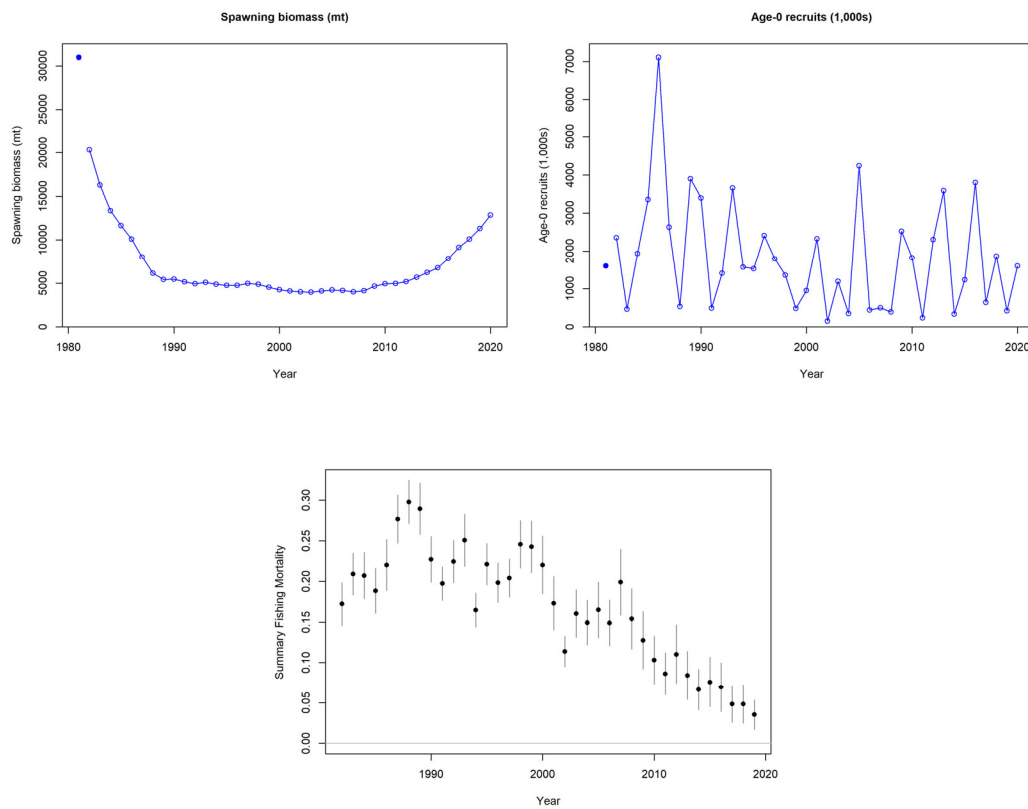 Spawning biomass (mt)
Spawning biomass (mt)
30000
25000
20000
15000
10000
5000
0
1980 1990 2000 2010 2020
Year
Age-0 recruits (1,000s)
Age-0 recruits (1,000s)
7000
6000
5000
4000
3000
2000
1000
0
1980 1990 2000 2010 2020
Year
Summary Fishing Mortality
0.30
0.25
0.20
0.15
0.10
0.05
0.00
1990 2000 2010 2020
Year